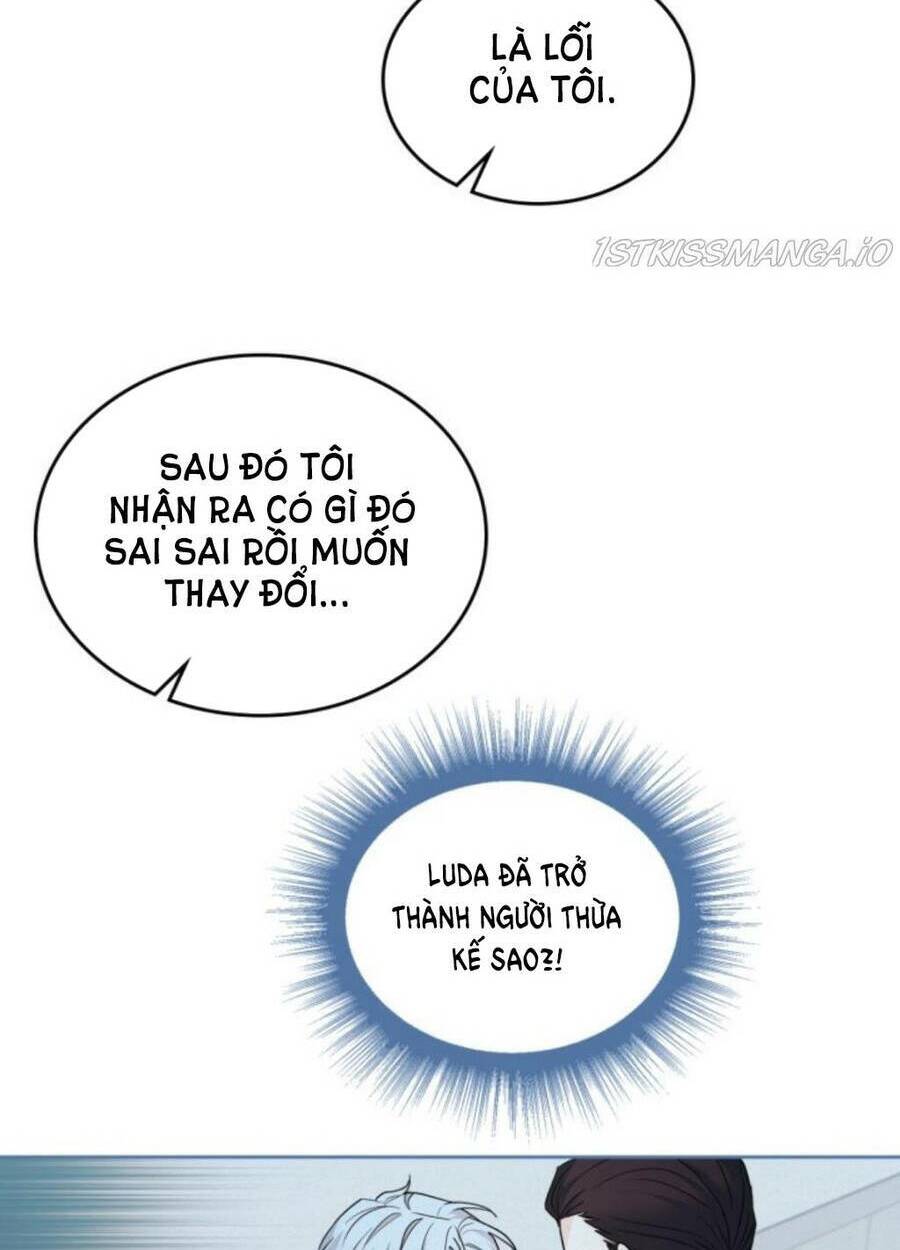 LÀ LỖI
CỦA TÔI.
1STKISSMANGA.IO
SAU ĐÓ TÔI
NHẬN RA CÓ GÌ ĐÓ
SAI SAI RỒI MUỐN
THAY ĐỔI...
LUDA ĐÃ TRỞ
THÀNH NGƯỜI THỪA
KẾ SAO?!